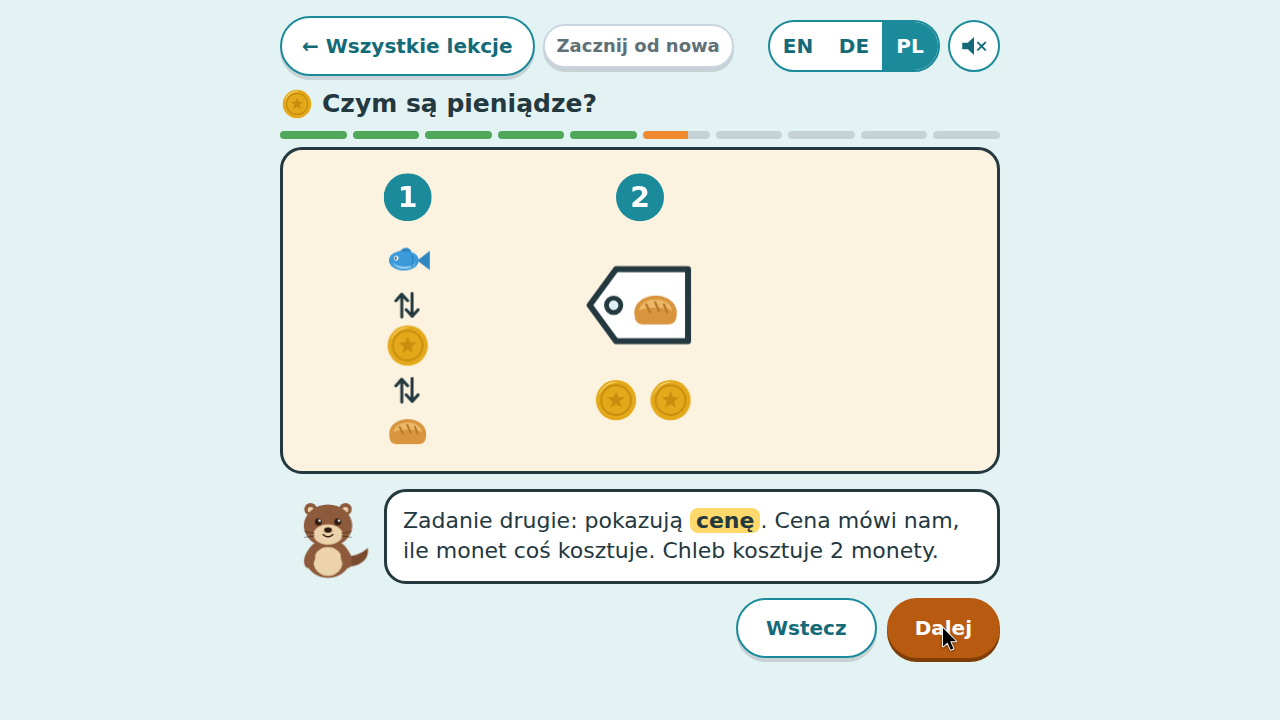 ← Wszystkie lekcje
Zacznij od nowa
EN DE PL
Czym są pieniądze?
1
2
Zadanie drugie: pokazują cenę. Cena mówi nam,
ile monet coś kosztuje. Chleb kosztuje 2 monety.
Wstecz
Dalej